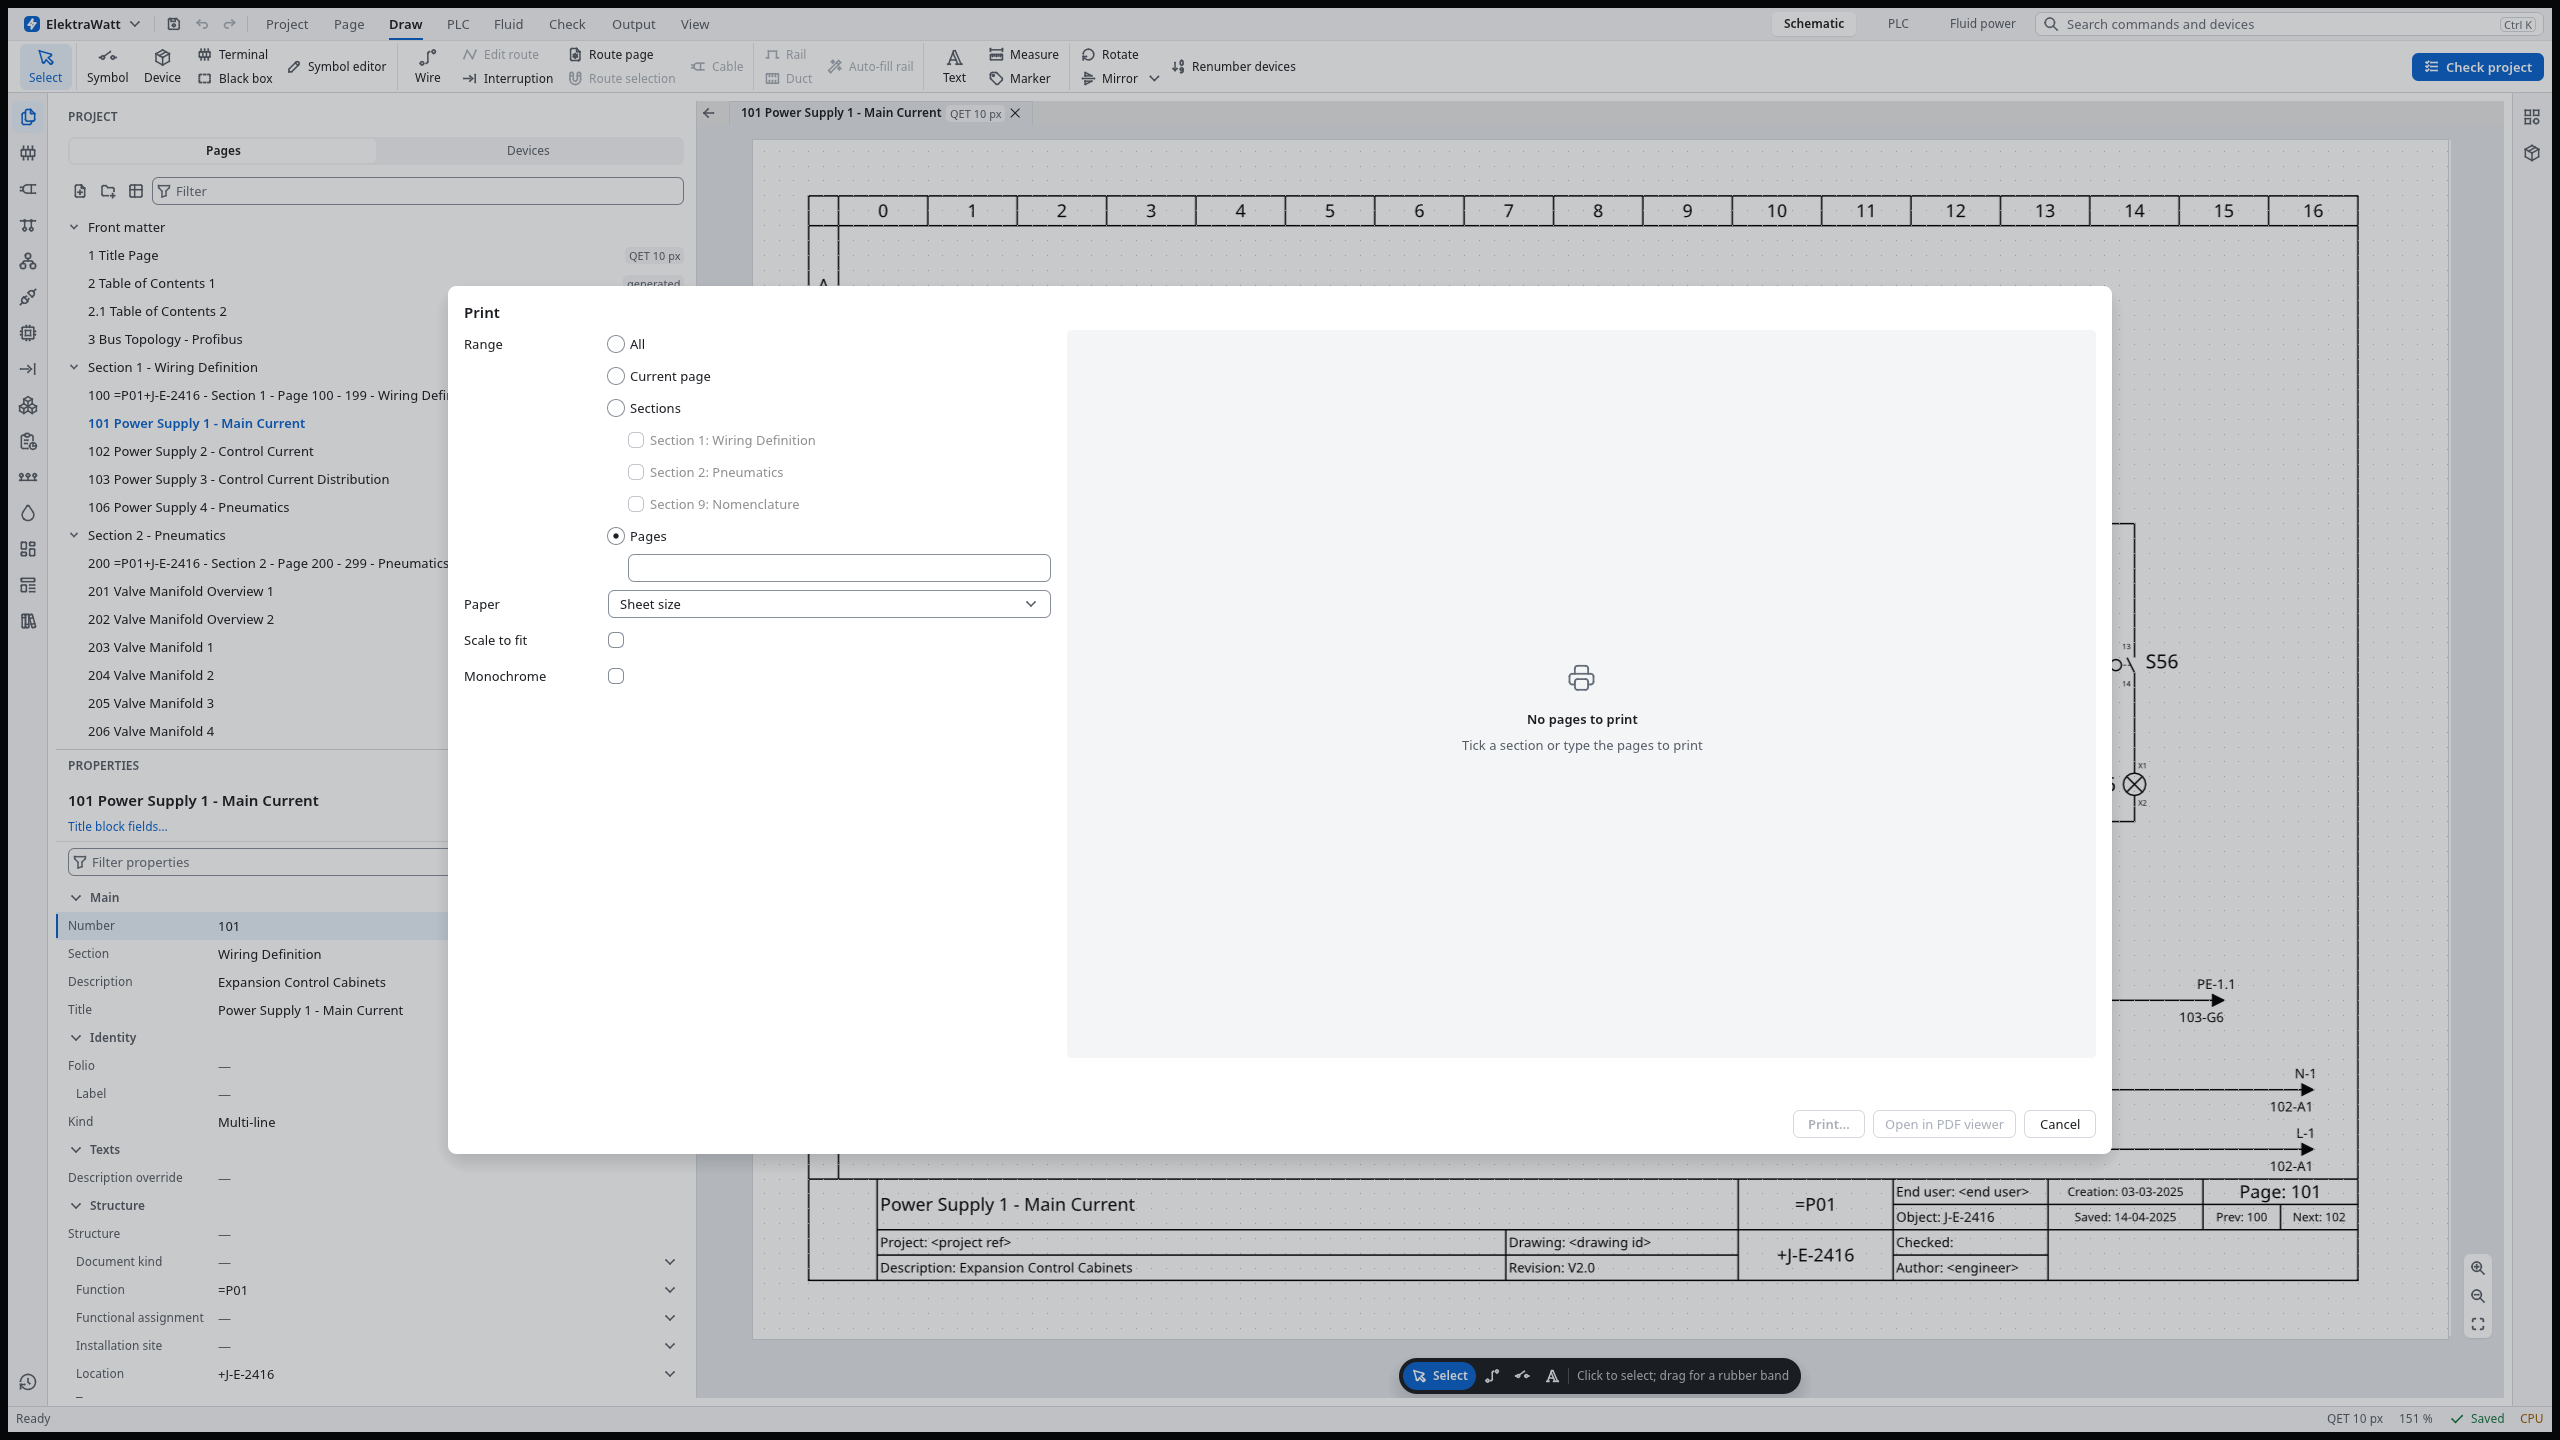 ElektraWatt
Project Page Draw PLC Fluid Check Output View
Schematic PLC Fluid power
Search commands and devices Ctrl K
Select Symbol Device
Terminal
Black box
Symbol editor
Wire
Edit route
Interruption
Route page
Route selection
Cable
Rail
Duct
Auto-fill rail
Text
Measure
Marker
Rotate
Mirror
Renumber devices
Check project
PROJECT
Pages Devices
Filter
Front matter
1 Title Page QET 10 px
2 Table of Contents 1 generated
2.1 Table of Contents 2
3 Bus Topology - Profibus
Section 1 - Wiring Definition
100 =P01+J-E-2416 - Section 1 - Page 100 - 199 - Wiring Defi
101 Power Supply 1 - Main Current
102 Power Supply 2 - Control Current
103 Power Supply 3 - Control Current Distribution
106 Power Supply 4 - Pneumatics
Section 2 - Pneumatics
200 =P01+J-E-2416 - Section 2 - Page 200 - 299 - Pneumatics
201 Valve Manifold Overview 1
202 Valve Manifold Overview 2
203 Valve Manifold 1
204 Valve Manifold 2
205 Valve Manifold 3
206 Valve Manifold 4
PROPERTIES
101 Power Supply 1 - Main Current
Title block fields...
Filter properties
Main
Number 101
Section Wiring Definition
Description Expansion Control Cabinets
Title Power Supply 1 - Main Current
Identity
Folio —
Label —
Kind Multi-line
Texts
Description override —
Structure
Structure —
Document kind —
Function =P01
Functional assignment —
Installation site —
Location +J-E-2416
101 Power Supply 1 - Main Current QET 10 px
0 1 2 3 4 5 6 7 8 9 10 11 12 13 14 15 16
A
Print
Range
All
Current page
Sections
Section 1: Wiring Definition
Section 2: Pneumatics
Section 9: Nomenclature
Pages
Paper Sheet size
Scale to fit
Monochrome
No pages to print
Tick a section or type the pages to print
Print... Open in PDF viewer Cancel
13
S56
14
X1
X2
PE-1.1
103-G6
N-1
102-A1
L-1
102-A1
Power Supply 1 - Main Current
=P01
End user: <end user>
Creation: 03-03-2025
Page: 101
Object: J-E-2416
Saved: 14-04-2025
Prev: 100
Next: 102
Project: <project ref>
Drawing: <drawing id>
+J-E-2416
Checked:
Description: Expansion Control Cabinets
Revision: V2.0
Author: <engineer>
Select Click to select; drag for a rubber band
Ready
QET 10 px 151 % Saved CPU